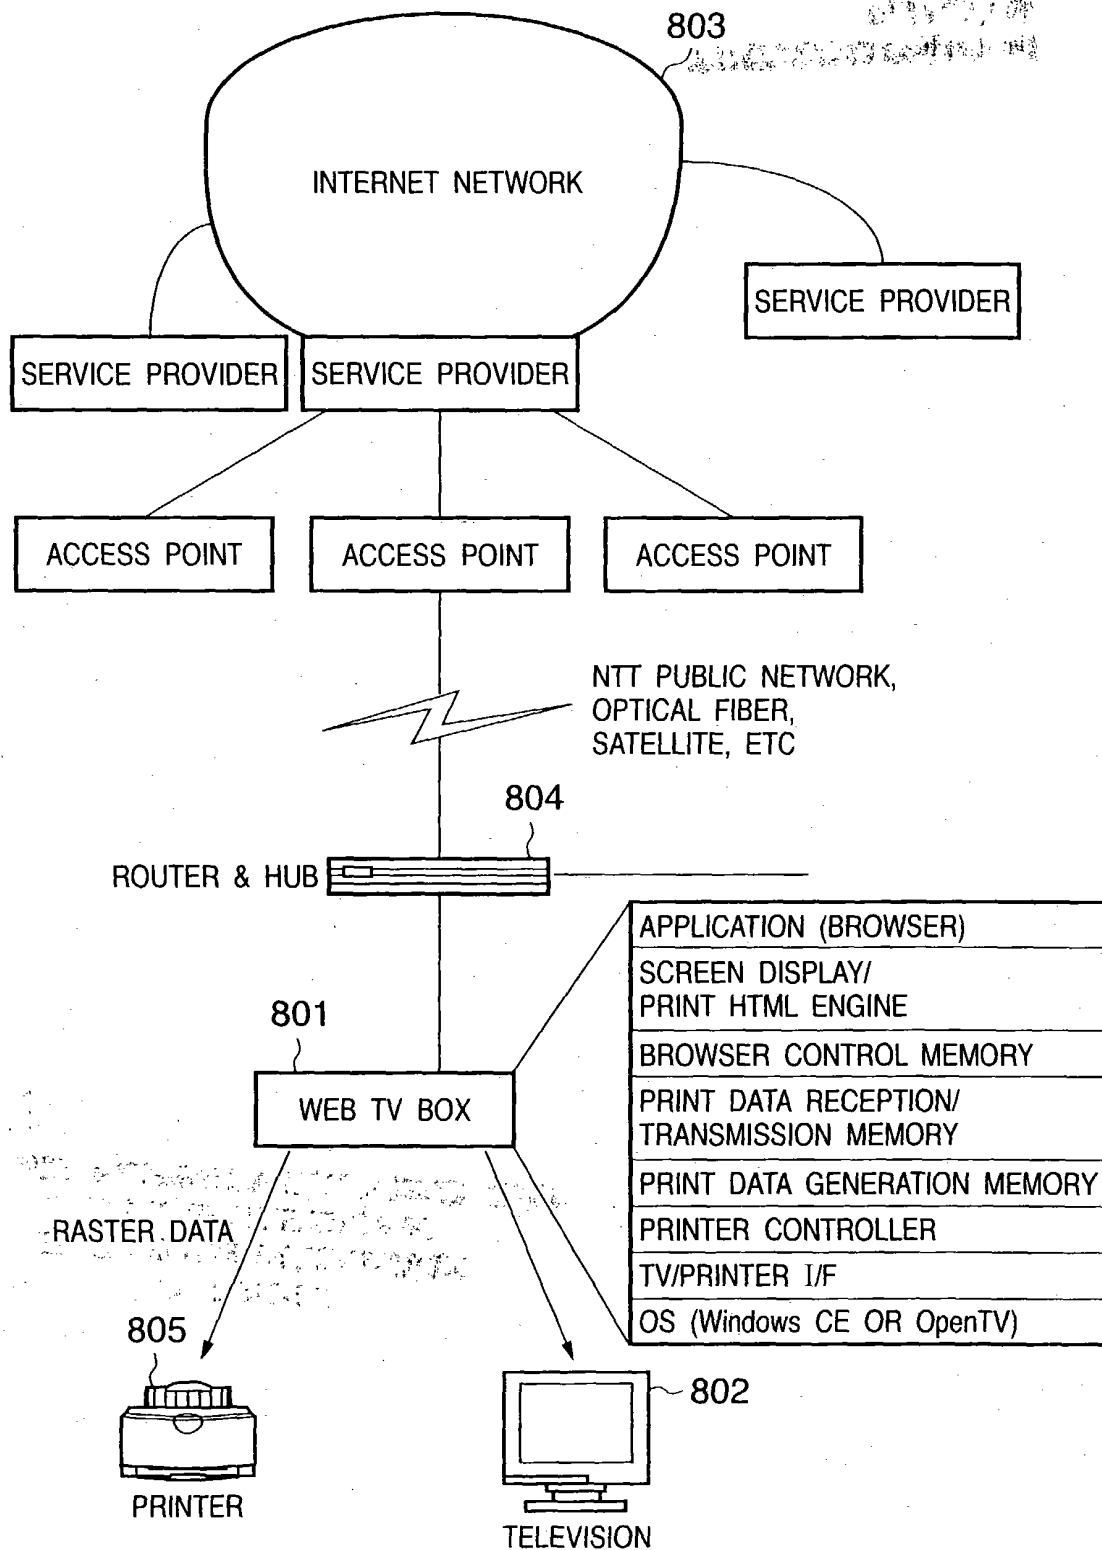 803
INTERNET NETWORK
SERVICE PROVIDER
SERVICE PROVIDER
SERVICE PROVIDER
ACCESS POINT
ACCESS POINT
ACCESS POINT
NTT PUBLIC NETWORK,
OPTICAL FIBER,
SATELLITE, ETC
804
ROUTER & HUB
801
WEB TV BOX
APPLICATION (BROWSER)
SCREEN DISPLAY/
PRINT HTML ENGINE
BROWSER CONTROL MEMORY
PRINT DATA RECEPTION/
TRANSMISSION MEMORY
PRINT DATA GENERATION MEMORY
PRINTER CONTROLLER
TV/PRINTER I/F
OS (Windows CE OR OpenTV)
RASTER DATA
805
PRINTER
802
TELEVISION